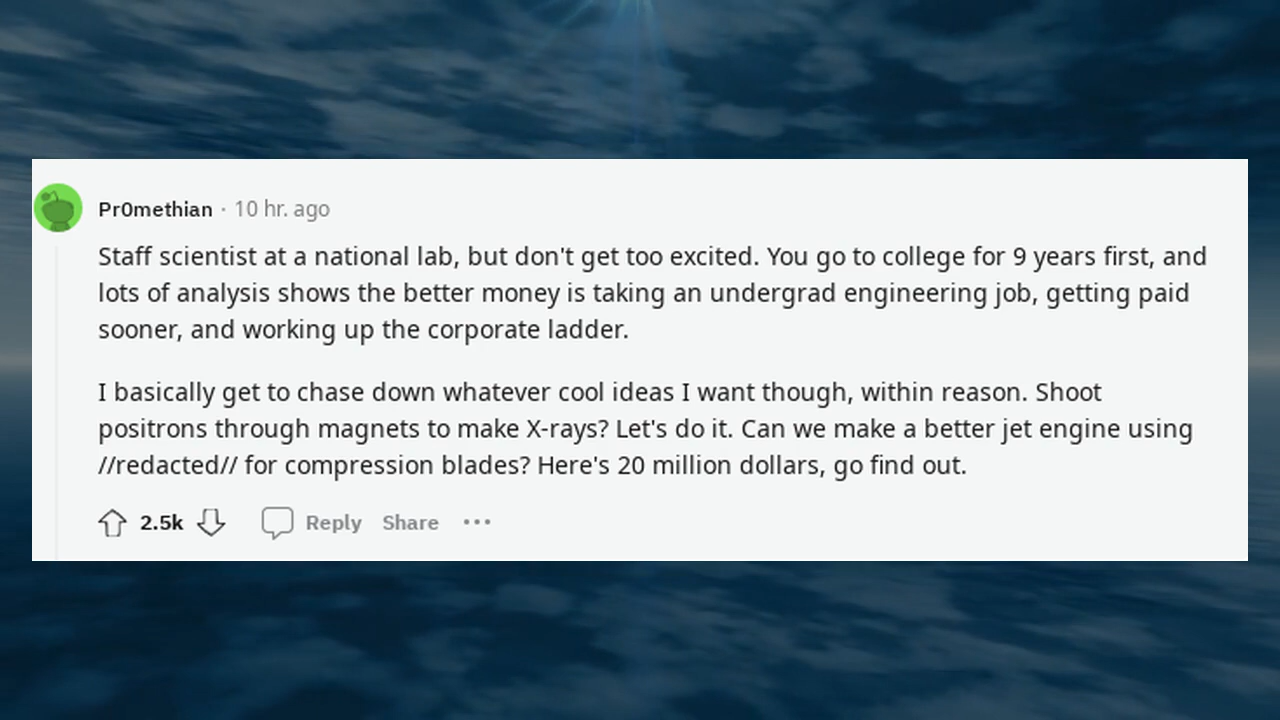 Pr0methian · 10 hr. ago
Staff scientist at a national lab, but don't get too excited. You go to college for 9 years first, and
lots of analysis shows the better money is taking an undergrad engineering job, getting paid
sooner, and working up the corporate ladder.
I basically get to chase down whatever cool ideas I want though, within reason. Shoot
positrons through magnets to make X-rays? Let's do it. Can we make a better jet engine using
//redacted// for compression blades? Here's 20 million dollars, go find out.
2.5k Reply Share •••